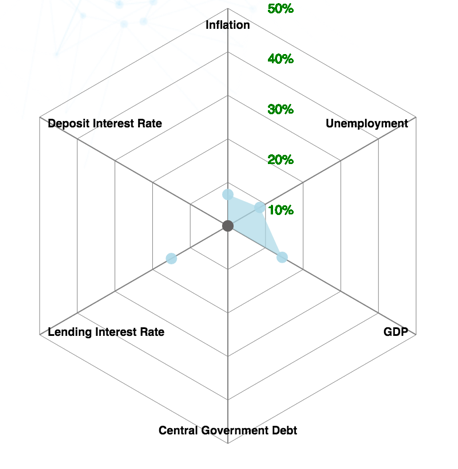 50%
Inflation
40%
30%
Deposit Interest Rate
Unemployment
20%
10%
Lending Interest Rate
GDP
Central Government Debt